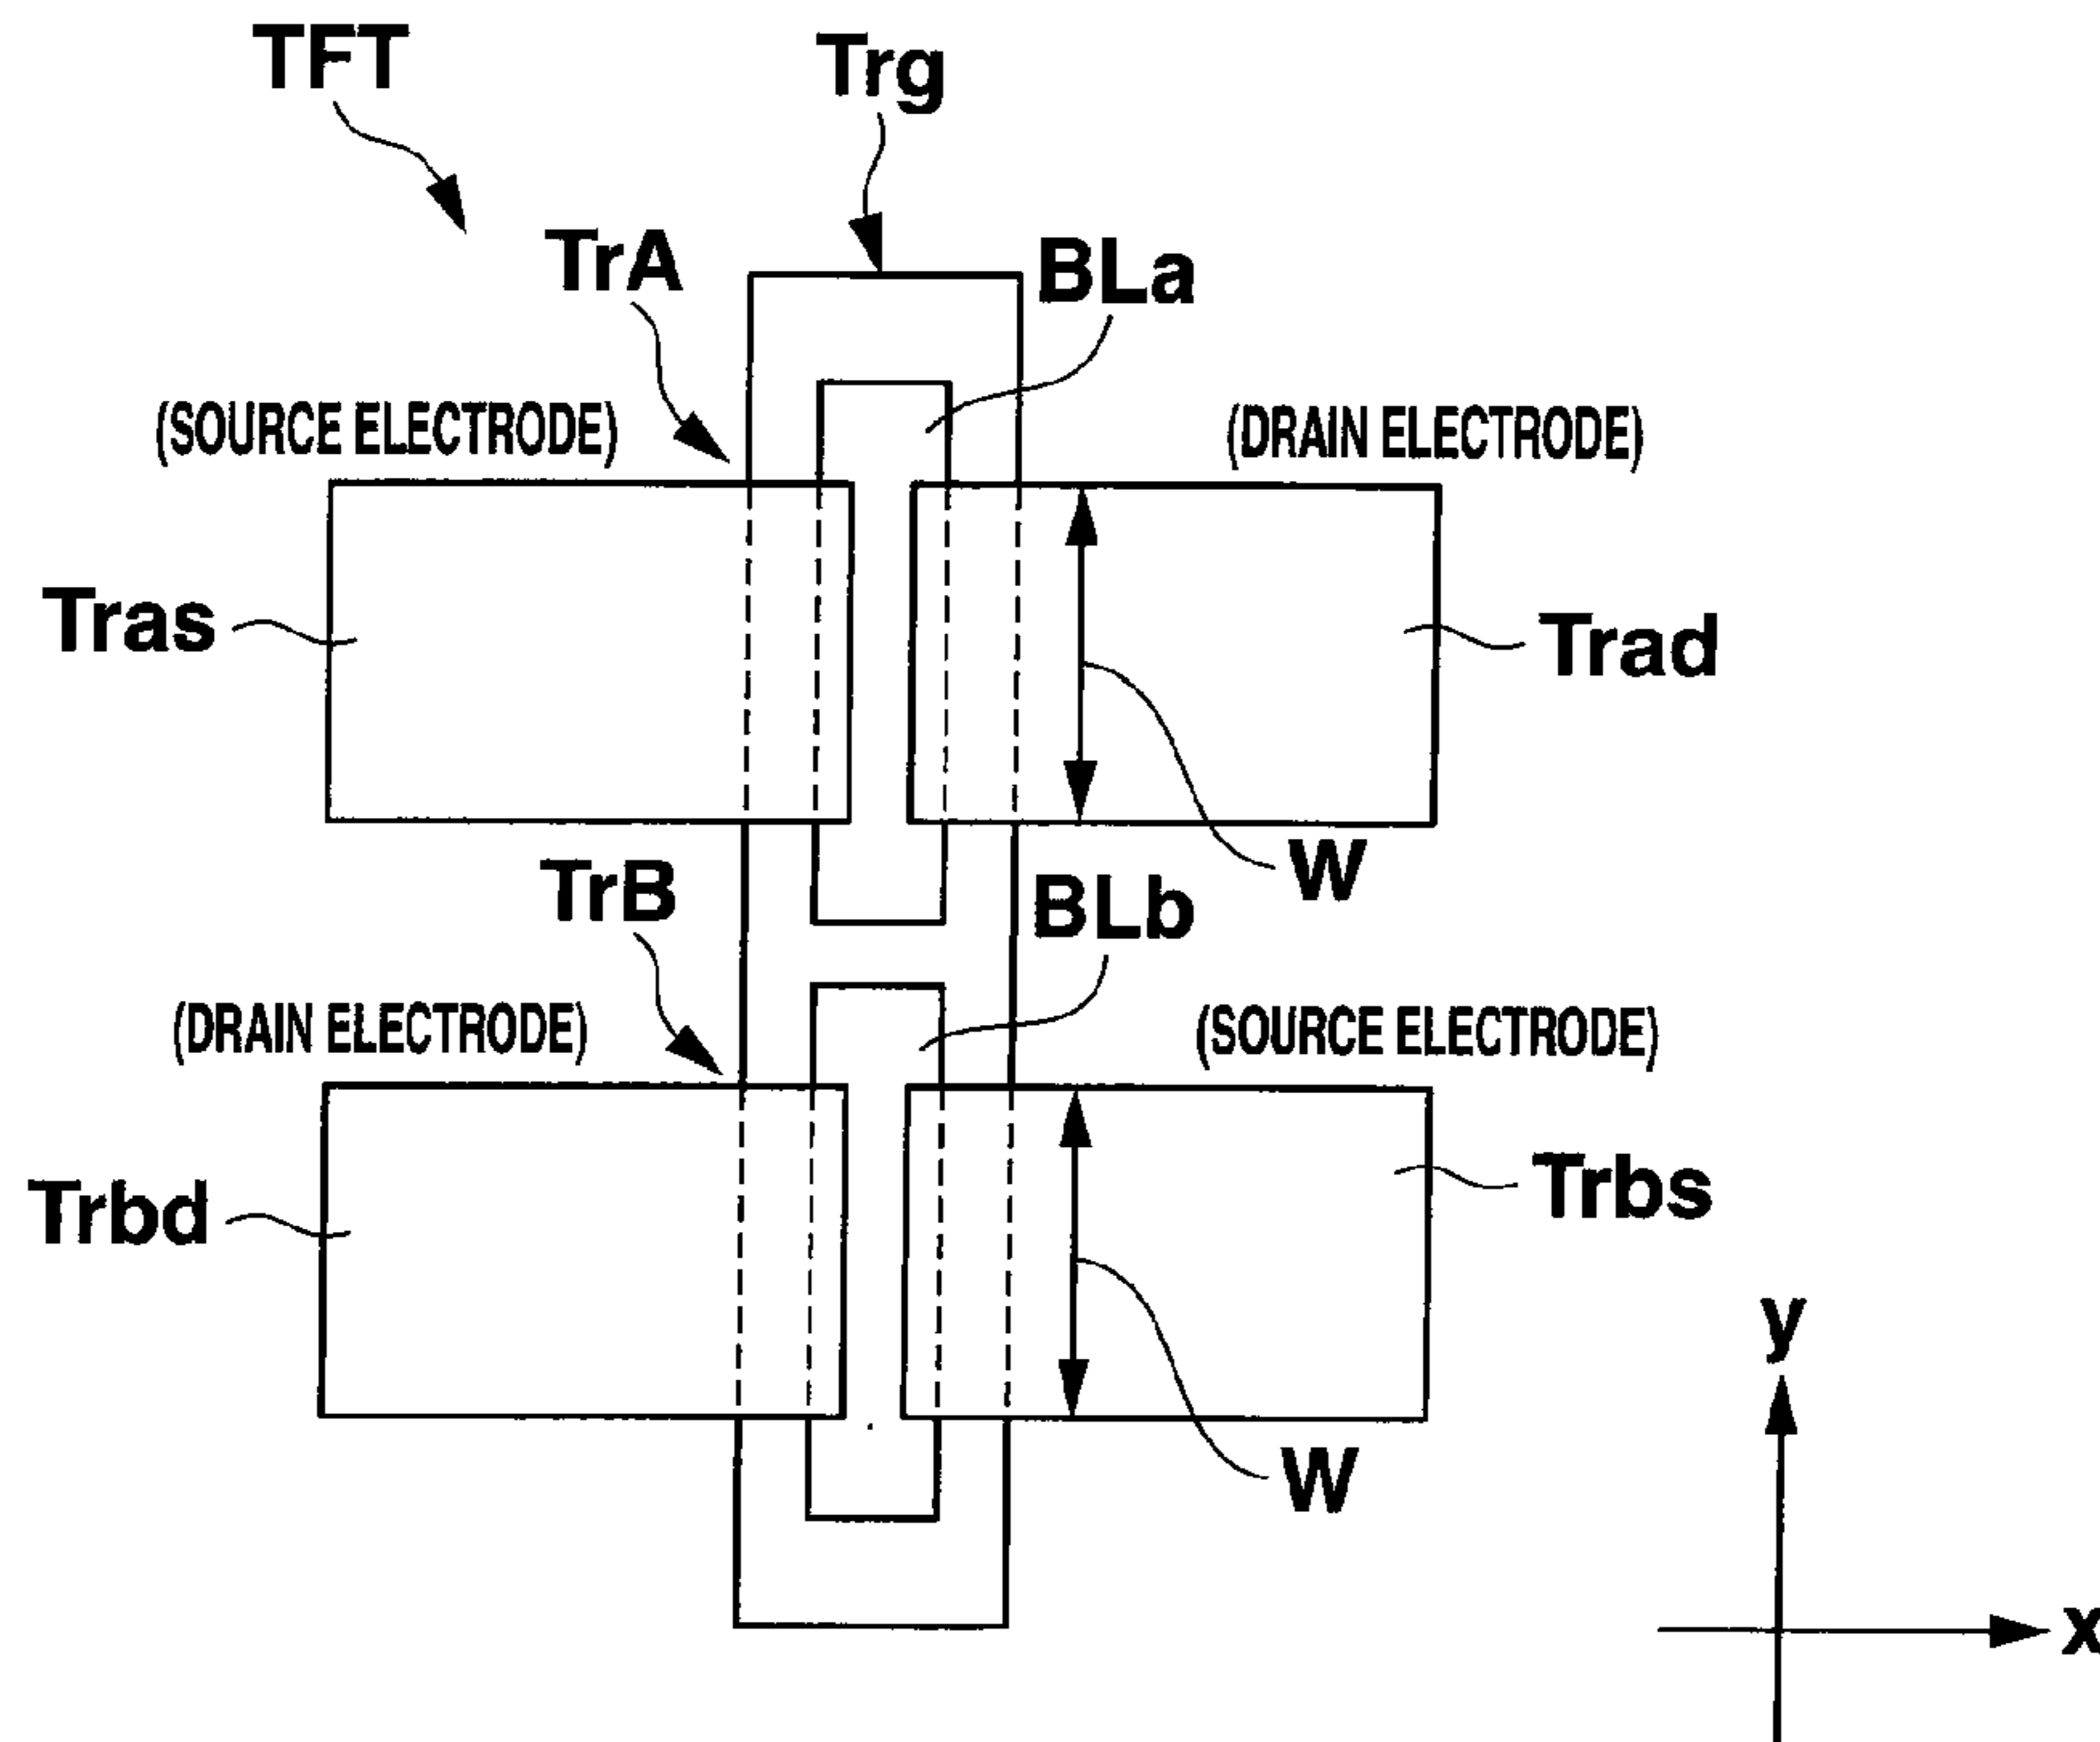 TFT
Trg
TrA
BLa
(SOURCE ELECTRODE)
(DRAIN ELECTRODE)
Tras
Trad
W
TrB
BLb
(DRAIN ELECTRODE)
(SOURCE ELECTRODE)
Trbd
Trbs
W
y
x